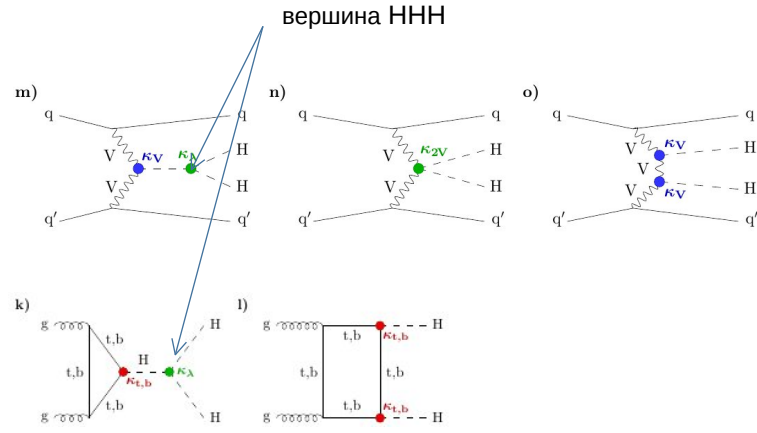 вершина HHH
m) n) o)
q q q q q q
V κV κλ H V κ2V H V κV H
V
V H V H V κV H
q′ q′ q′ q′ q′ q′
k) l)
g t,b H H g t,b κt,b H
t,b κt,b κλ t,b t,b
g t,b H g t,b κt,b H